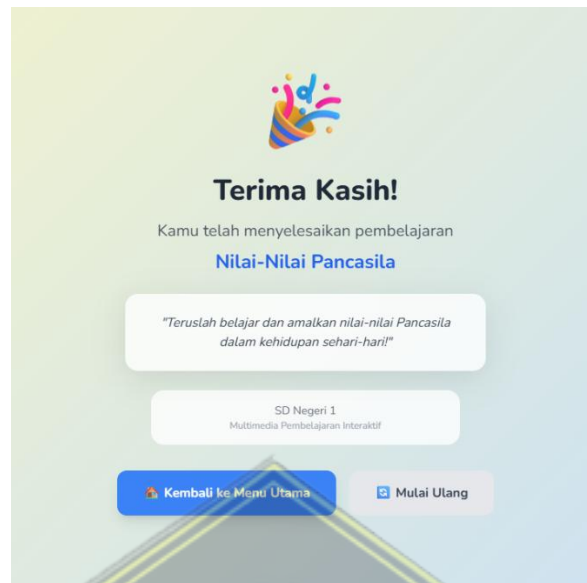 Terima Kasih!
Kamu telah menyelesaikan pembelajaran
Nilai-Nilai Pancasila
"Teruslah belajar dan amalkan nilai-nilai Pancasila
dalam kehidupan sehari-hari!"
SD Negeri 1
Multimedia Pembelajaran Interaktif
Kembali ke Menu Utama
Mulai Ulang